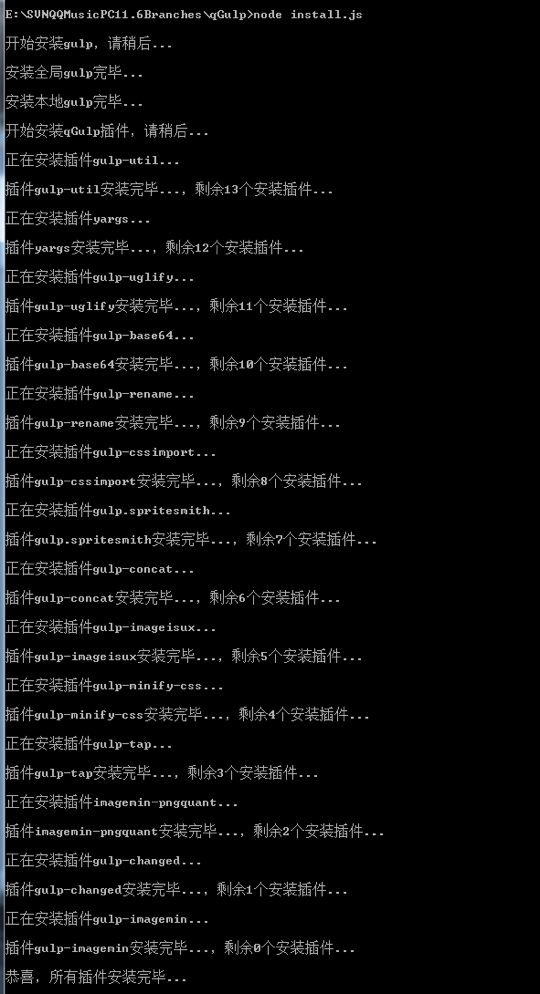 E:\SVNQQMusicPC11.6Branches\qGulp>node install.js
开始安装gulp，请稍后...
安装全局gulp完毕...
安装本地gulp完毕...
开始安装qGulp插件，请稍后...
正在安装插件gulp-util...
插件gulp-util安装完毕...，剩余13个安装插件...
正在安装插件yargs...
插件yargs安装完毕...，剩余12个安装插件...
正在安装插件gulp-uglify...
插件gulp-uglify安装完毕...，剩余11个安装插件...
正在安装插件gulp-base64...
插件gulp-base64安装完毕...，剩余10个安装插件...
正在安装插件gulp-rename...
插件gulp-rename安装完毕...，剩余9个安装插件...
正在安装插件gulp-cssimport...
插件gulp-cssimport安装完毕...，剩余8个安装插件...
正在安装插件gulp.spritesmith...
插件gulp.spritesmith安装完毕...，剩余7个安装插件...
正在安装插件gulp-concat...
插件gulp-concat安装完毕...，剩余6个安装插件...
正在安装插件gulp-imageisux...
插件gulp-imageisux安装完毕...，剩余5个安装插件...
正在安装插件gulp-minify-css...
插件gulp-minify-css安装完毕...，剩余4个安装插件...
正在安装插件gulp-tap...
插件gulp-tap安装完毕...，剩余3个安装插件...
正在安装插件imagemin-pngquant...
插件imagemin-pngquant安装完毕...，剩余2个安装插件...
正在安装插件gulp-changed...
插件gulp-changed安装完毕...，剩余1个安装插件...
正在安装插件gulp-imagemin...
插件gulp-imagemin安装完毕...，剩余0个安装插件...
恭喜，所有插件安装完毕...